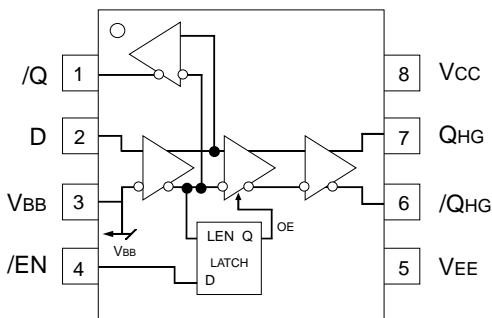 /Q 1
8 VCC
D 2
7 QHG
VBB 3
6 /QHG
VBB
OE
LEN Q
LATCH
D
/EN 4
5 VEE